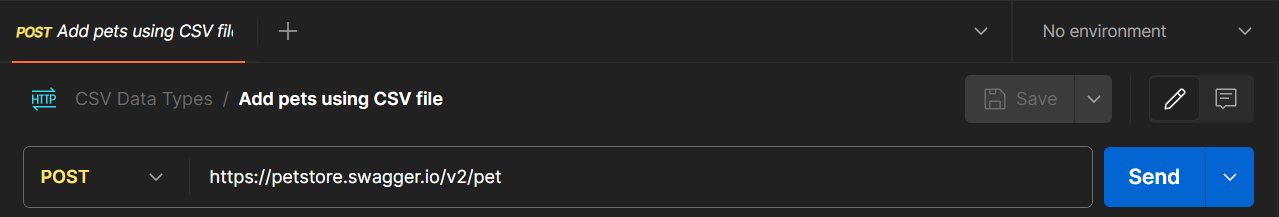 POST Add pets using CSV fil
No environment
HTTP CSV Data Types / Add pets using CSV file
Save
POST https://petstore.swagger.io/v2/pet
Send